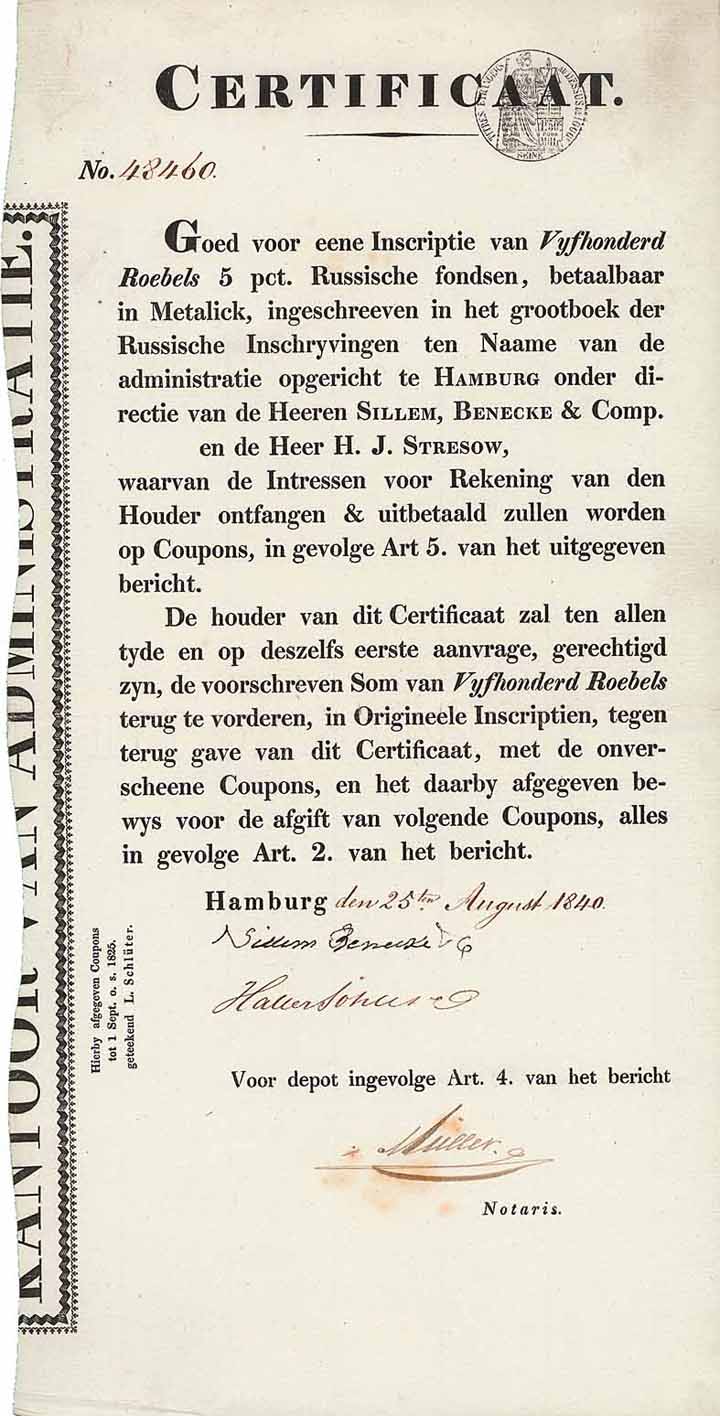 CERTIFICAAT.
No. 48460.
Goed voor eene Inscriptie van Vyfhonderd
Roebels 5 pct. Russische fondsen, betaalbaar
in Metalick, ingeschreeven in het grootboek der
Russische Inschryvingen ten Naame van de
administratie opgericht te HAMBURG onder di-
rectie van de Heeren SILLEM, BENECKE & Comp.
en de Heer H. J. STRESOW,
waarvan de Intressen voor Rekening van den
Houder ontfangen & uitbetaald zullen worden
op Coupons, in gevolge Art 5. van het uitgegeven
bericht.
De houder van dit Certificaat zal ten allen
tyde en op deszelfs eerste aanvrage, gerechtigd
zyn, de voorschreven Som van Vyfhonderd Roebels
terug te vorderen, in Origineele Inscriptien, tegen
terug gave van dit Certificaat, met de onver-
scheene Coupons, en het daarby afgegeven be-
wys voor de afgift van volgende Coupons, alles
in gevolge Art. 2. van het bericht.
Hamburg den 25ten August 1840.
Sillem Benecke & C
Haller Söhle & C
Voor depot ingevolge Art. 4. van het bericht
Müller.
Notaris.
Hierby afgegeven Coupons
tot 1 Sept. o. s. 1825.
geteekend L. Schlüter.
KANTOOR VAN ADMINISTRATIE.